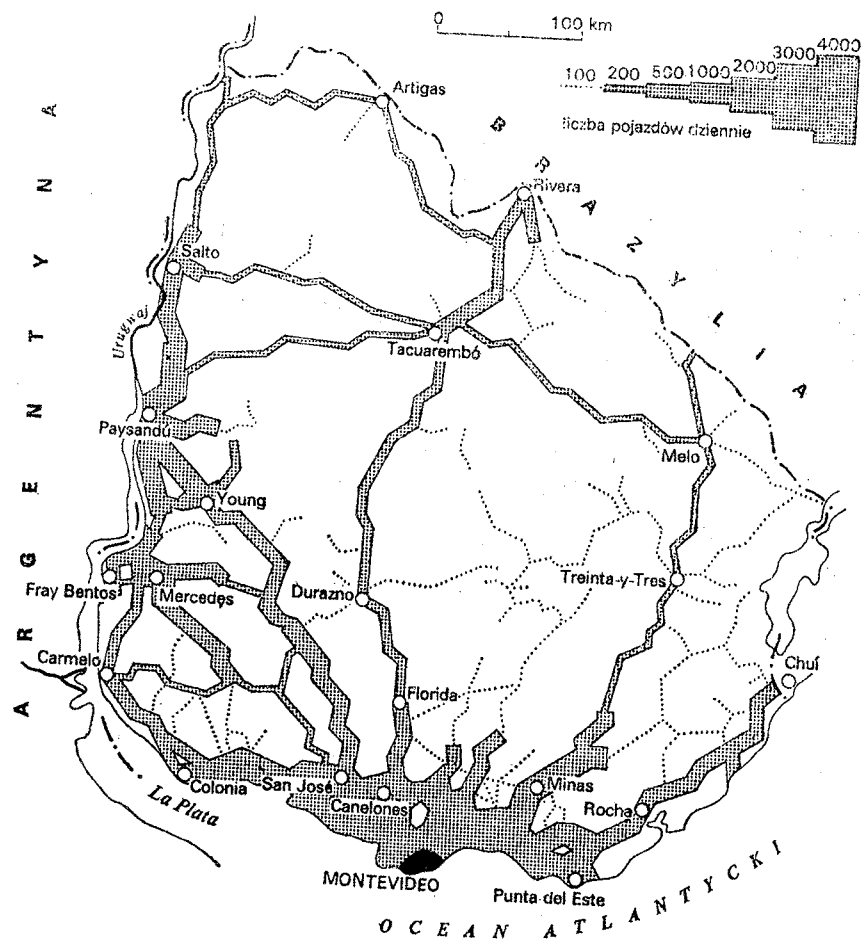 0 100 km
100 200 500 1000 2000 3000 4000
liczba pojazdów dziennie
ARGENTYNA
BRAZYLIA
Artigas
Rivera
Salto
Urugwaj
Tacuarembó
Paysandú
Melo
Young
Fray Bentos
Mercedes
Durazno
Treinta-y-Tres
Carmelo
Chuí
Florida
Colonia
San José
Canelones
Minas
Rocha
La Plata
MONTEVIDEO
Punta del Este
OCEAN ATLANTYCKI